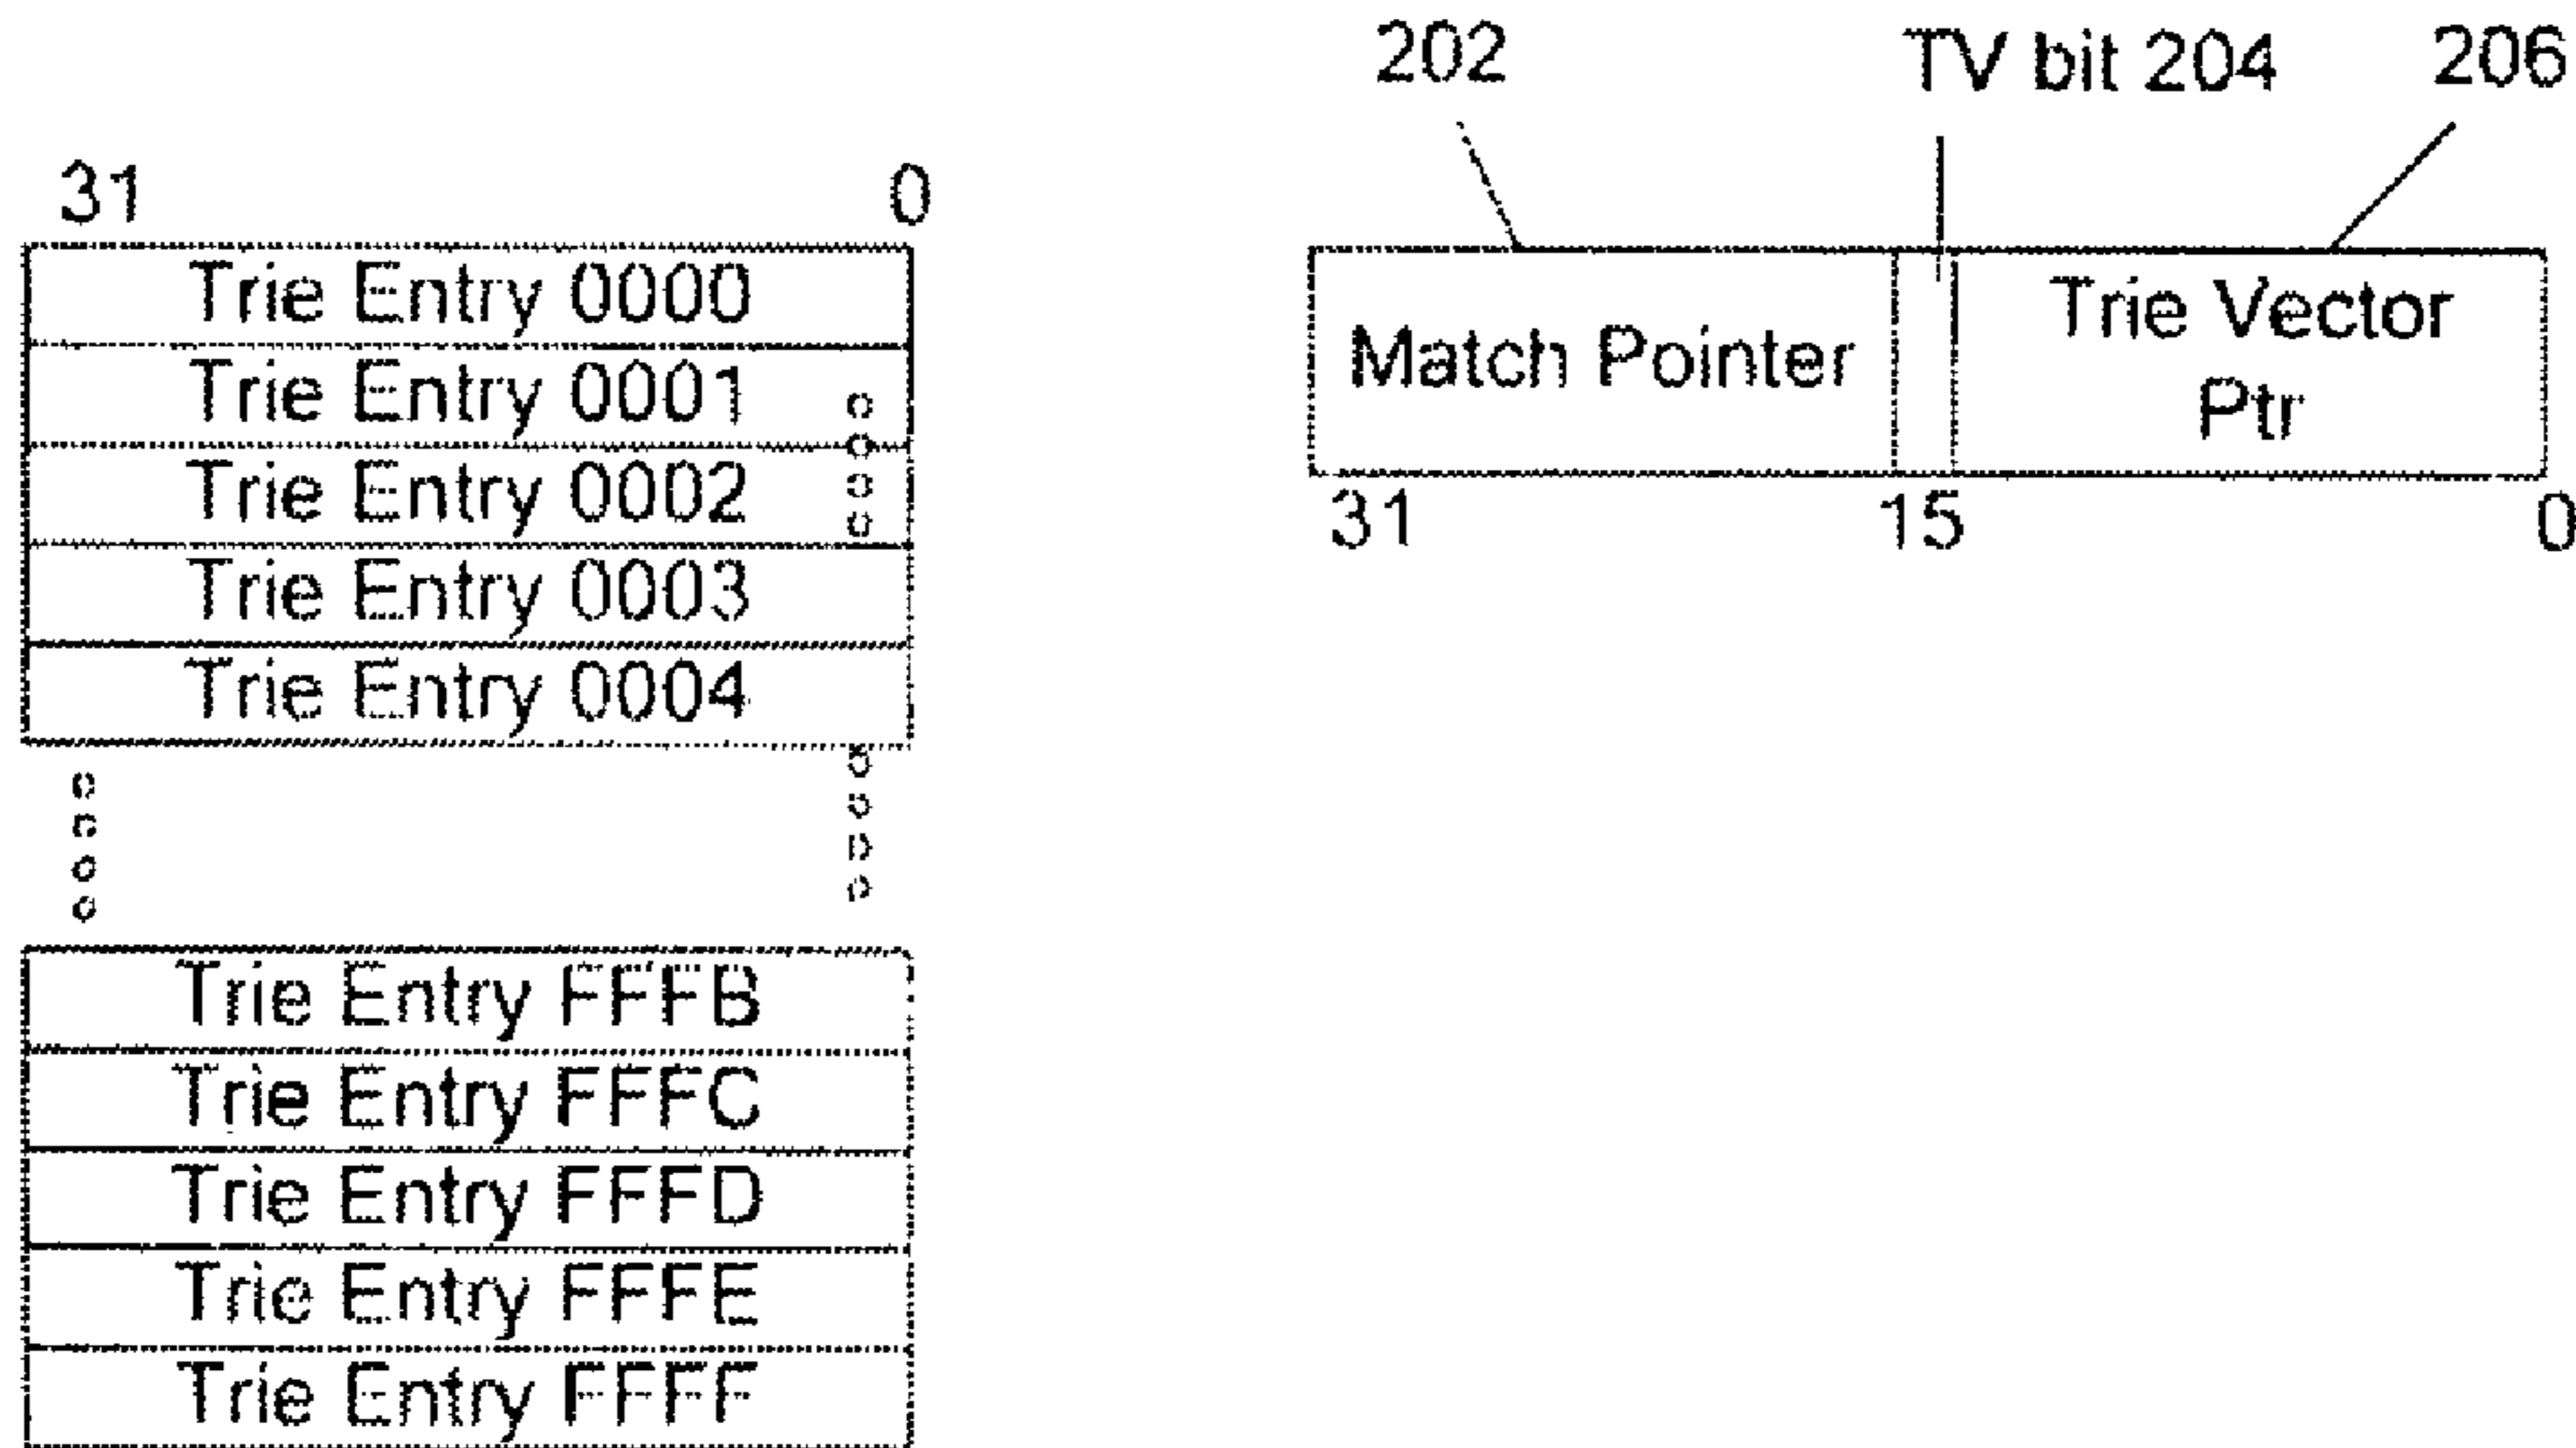 31 0
Trie Entry 0000
Trie Entry 0001
Trie Entry 0002
Trie Entry 0003
Trie Entry 0004
Trie Entry FFFB
Trie Entry FFFC
Trie Entry FFFD
Trie Entry FFFE
Trie Entry FFFF
202 TV bit 204 206
Match Pointer
Trie Vector
Ptr
31 15 0